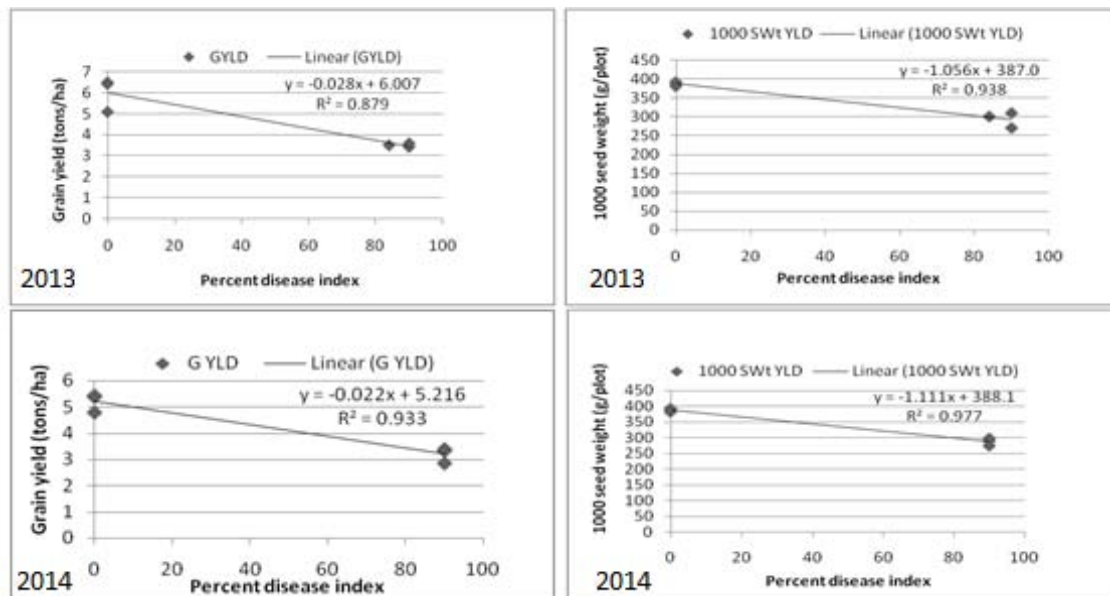 GYLD Linear (GYLD)
y = -0.028x + 6.007
R² = 0.879
Grain yield (tons/ha)
7
6
5
4
3
2
1
0
0 20 40 60 80 100
Percent disease index
2013
1000 SWt YLD Linear (1000 SWt YLD)
y = -1.056x + 387.0
R² = 0.938
1000 seed weight (g/plot)
450
400
350
300
250
200
150
100
50
0
0 20 40 60 80 100
Percent disease index
2013
G YLD Linear (G YLD)
y = -0.022x + 5.216
R² = 0.933
Grain yield (tons/ha)
6
5
4
3
2
1
0
0 20 40 60 80 100
Percent disease index
2014
1000 SWt YLD Linear (1000 SWt YLD)
y = -1.111x + 388.1
R² = 0.977
1000 seed weight (g/plot)
450
400
350
300
250
200
150
100
50
0
0 20 40 60 80 100
Percent disease index
2014